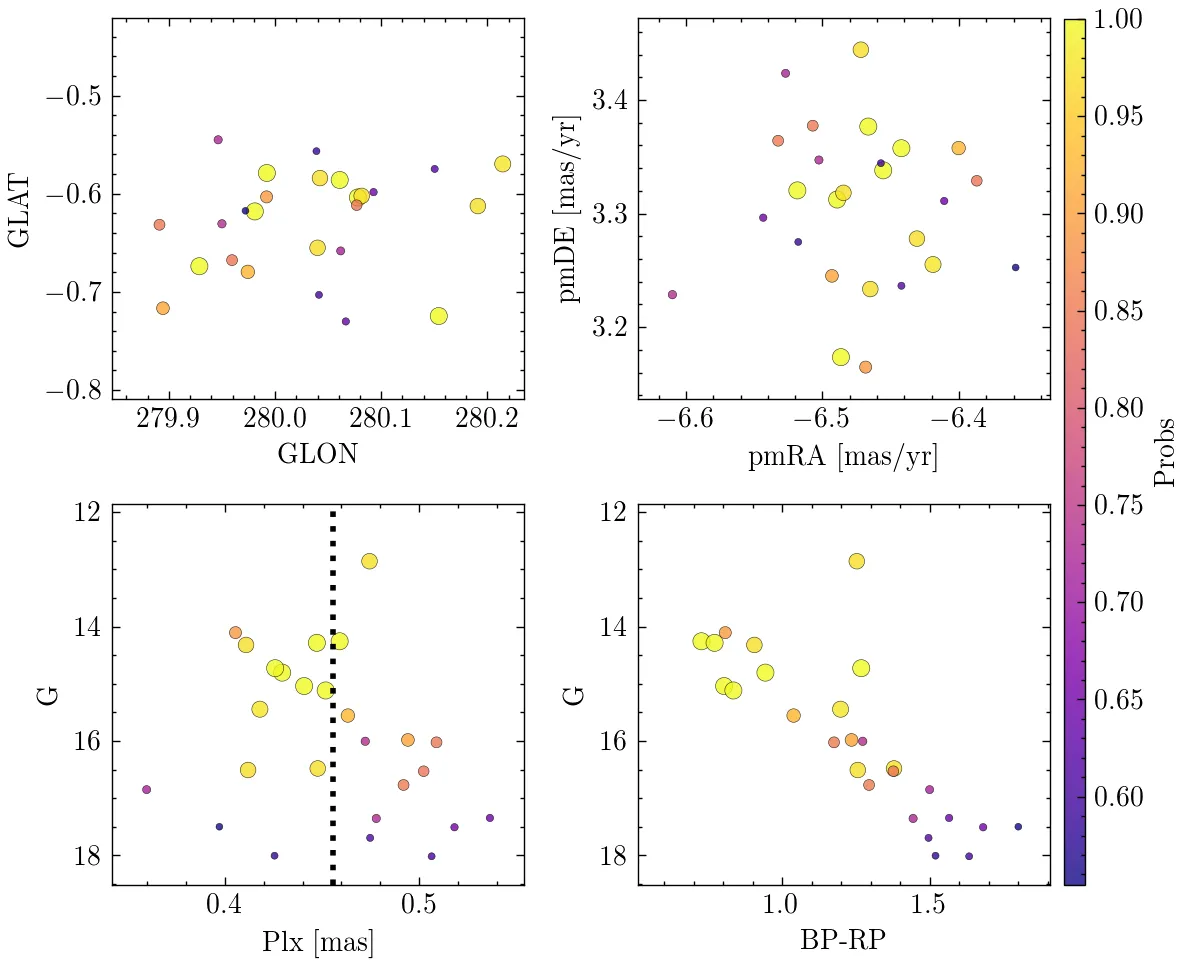 −0.5
−0.6
−0.7
−0.8
GLAT
279.9 280.0 280.1 280.2
GLON
3.4
3.3
3.2
pmDE [mas/yr]
−6.6 −6.5 −6.4
pmRA [mas/yr]
12
14
16
18
G
0.4 0.5
Plx [mas]
12
14
16
18
G
1.0 1.5
BP-RP
1.00
0.95
0.90
0.85
0.80
0.75
0.70
0.65
0.60
Probs